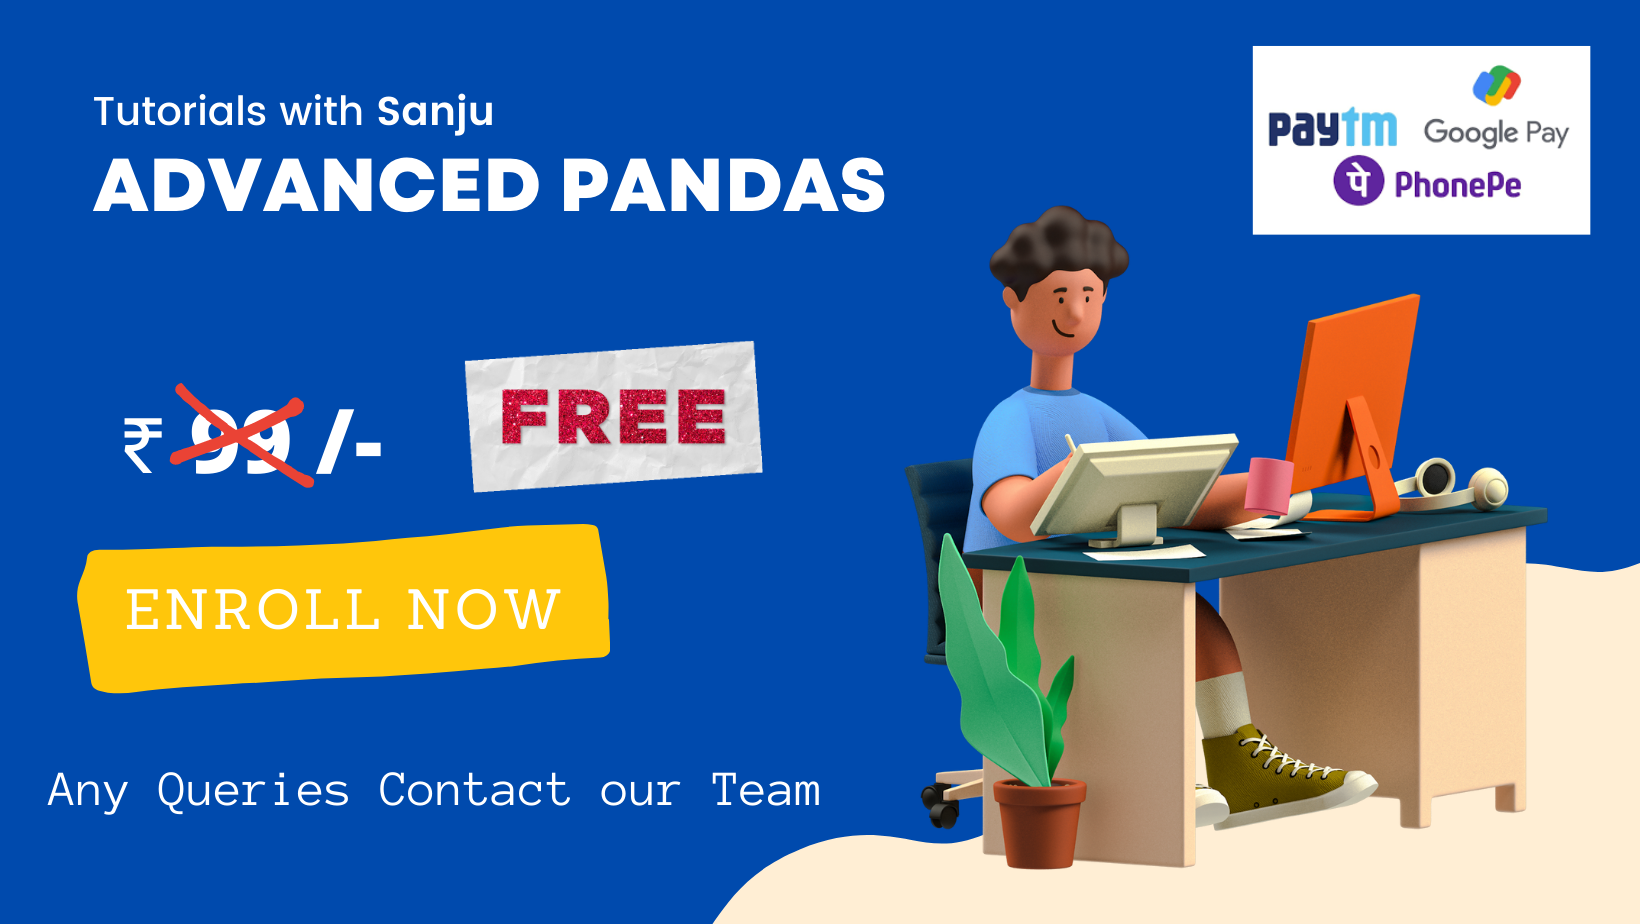 Tutorials with Sanju
ADVANCED PANDAS
paytm
Google Pay
पे PhonePe
₹ 99 /-
FREE
ENROLL NOW
Any Queries Contact our Team